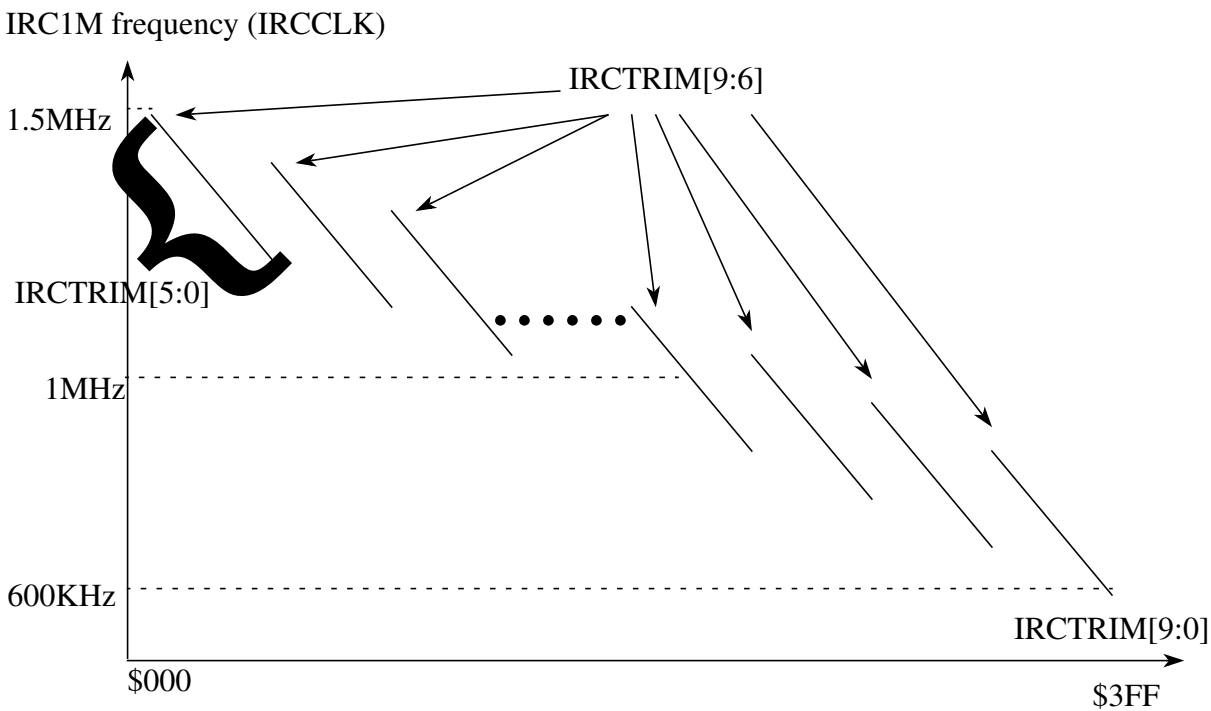 IRC1M frequency (IRCCLK)
IRCTRIM[9:6]
1.5MHz
IRCTRIM[5:0]
1MHz
600KHz
IRCTRIM[9:0]
$000
$3FF